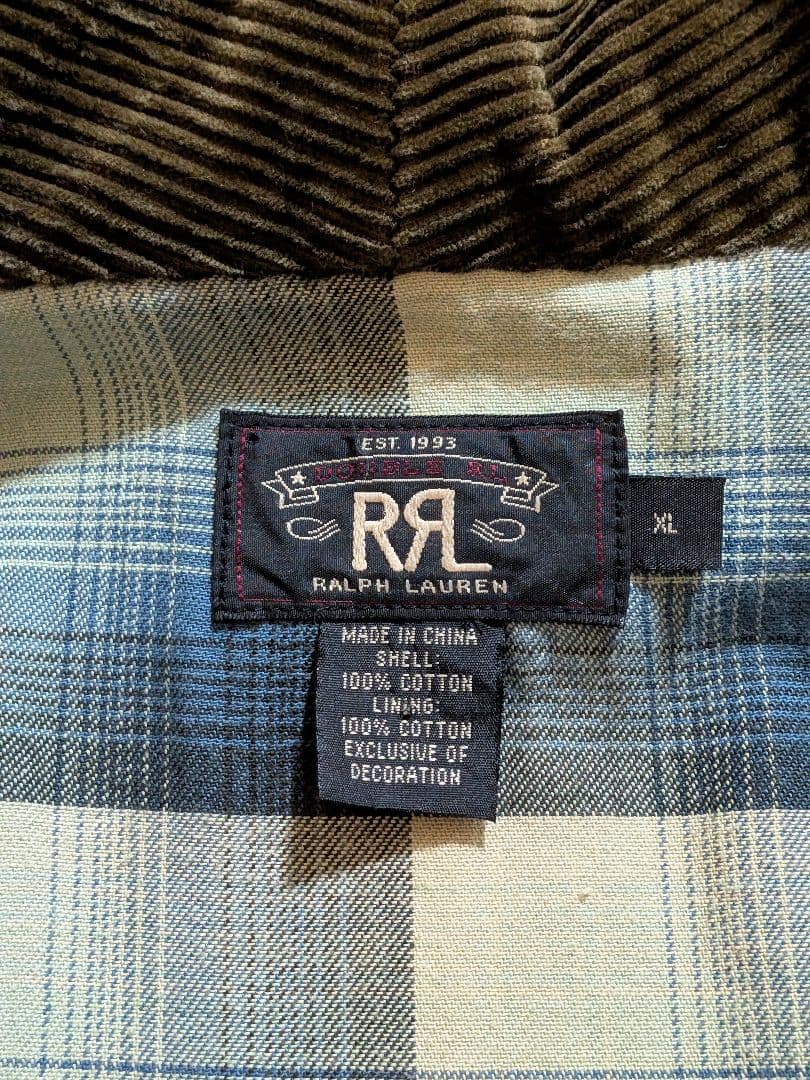 EST. 1993
DOUBLE RL
RRL
RALPH LAUREN
XL
MADE IN CHINA
SHELL:
100% COTTON
LINING:
100% COTTON
EXCLUSIVE OF
DECORATION